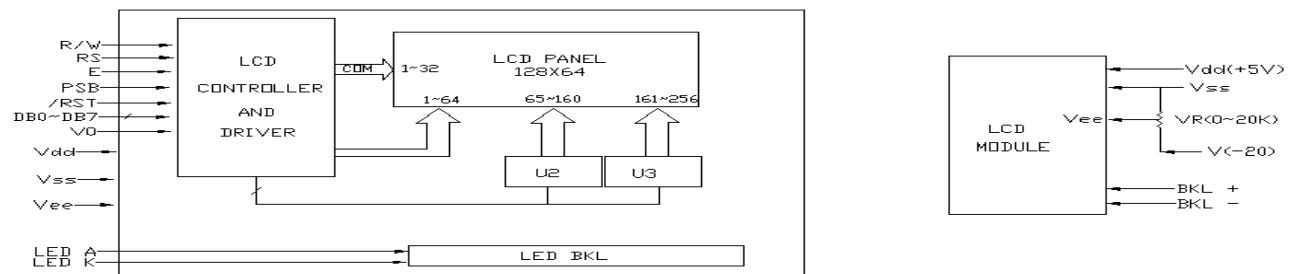 R/W
RS
E
PSB
/RST
DB0~DB7
V0
Vdd
Vss
Vee
LED A
LED K
LCD
CONTROLLER
AND
DRIVER
COM
LCD PANEL
128X64
1~32
1~64 65~160 161~256
U2 U3
LED BKL
LCD
MODULE
Vdd(+5V)
Vss
Vee
VR(0~20K)
V(-20)
BKL +
BKL -